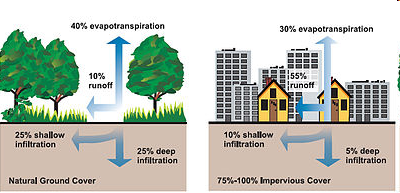 40% evapotranspiration
10%
runoff
25% shallow
infiltration
25% deep
infiltration
Natural Ground Cover
30% evapotranspiration
55%
runoff
10% shallow
infiltration
5% deep
infiltration
75%-100% Impervious Cover